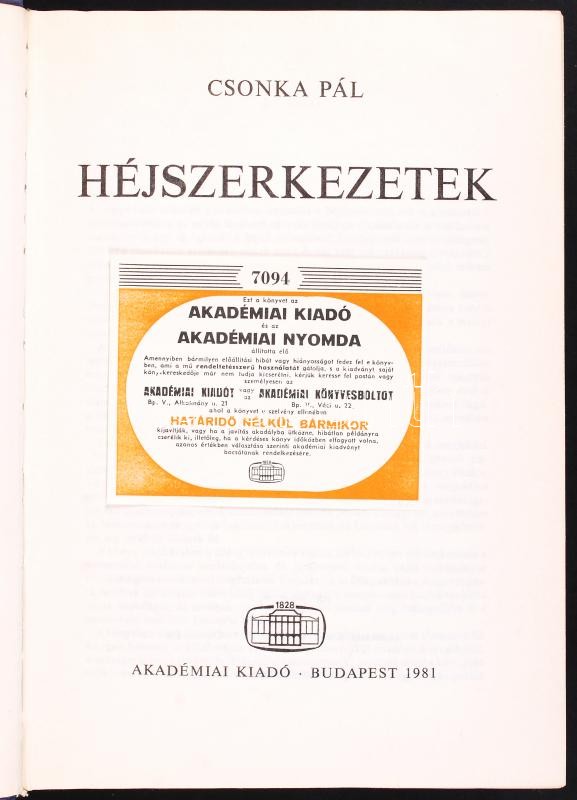 CSONKA PÁL
HÉJSZERKEZETEK
7094
Ezt a könyvet az
AKADÉMIAI KIADÓ
és az
AKADÉMIAI NYOMDA
állította elő
Amennyiben bármilyen előállítási hibát vagy hiányosságot fedez fel e könyv-
ben, ami a mű rendeltetésszerű használatát gátolja, s a kiadványt saját
könyvkereskedője már nem tudja kicserélni, kérjük keresse fel postán vagy
személyesen az
AKADÉMIAI KIADÓT vagy az AKADÉMIAI KÖNYVESBOLTOT
Bp. V., Alkotmány u. 21 Bp. V., Váci u. 22,
ahol a könyvet e szelvény ellenében
HATÁRIDŐ NÉLKÜL BÁRMIKOR
kijavítják, vagy ha a javítás akadályba ütközne, hibátlan példányra
cserélik ki, illetőleg, ha a kérdéses könyv időközben elfogyott volna,
azonos értékben választása szerinti akadémiai kiadványt
bocsátanak rendelkezésére.
1828
AKADÉMIAI KIADÓ · BUDAPEST 1981